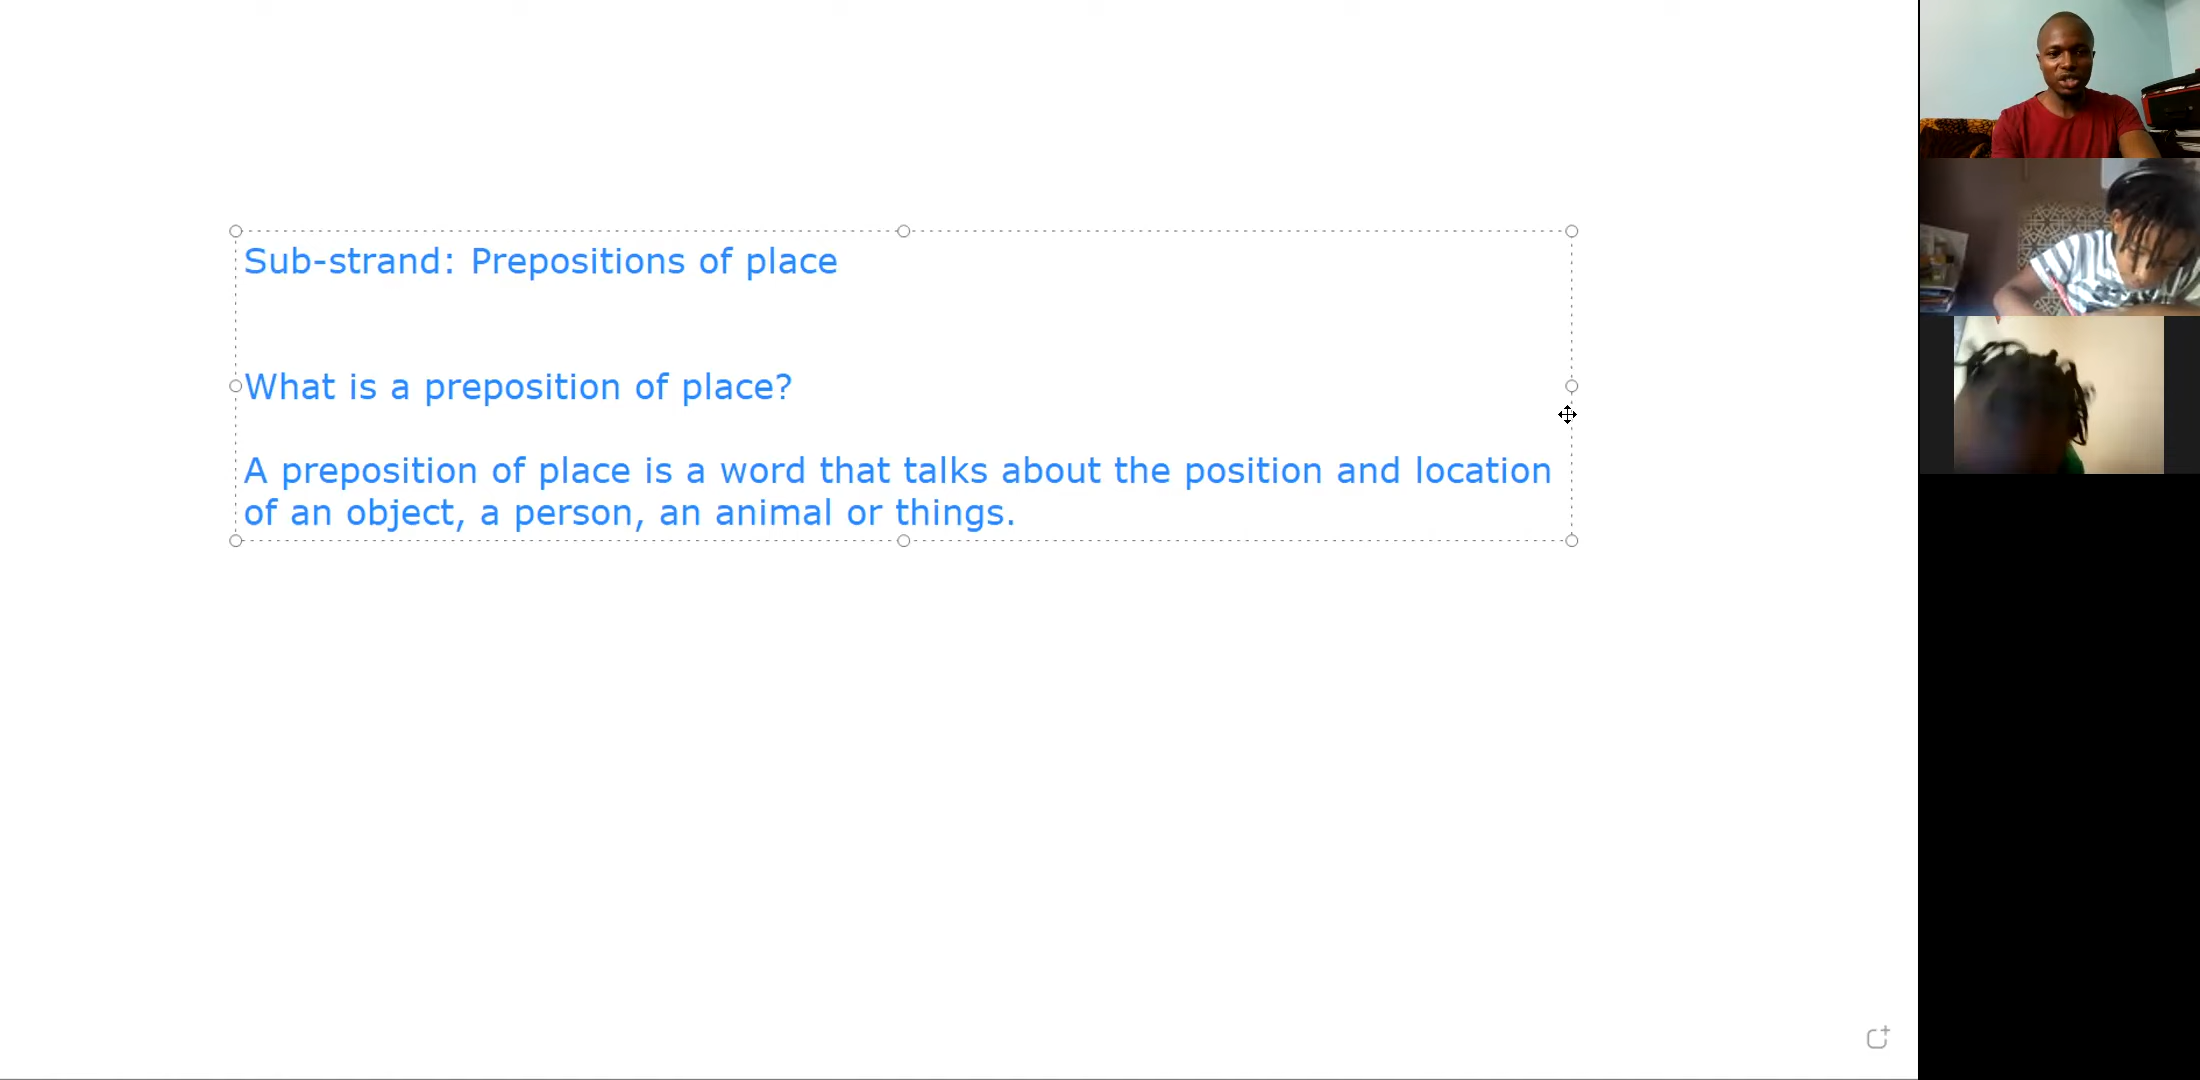 Sub-strand: Prepositions of place
What is a preposition of place?
A preposition of place is a word that talks about the position and location
of an object, a person, an animal or things.